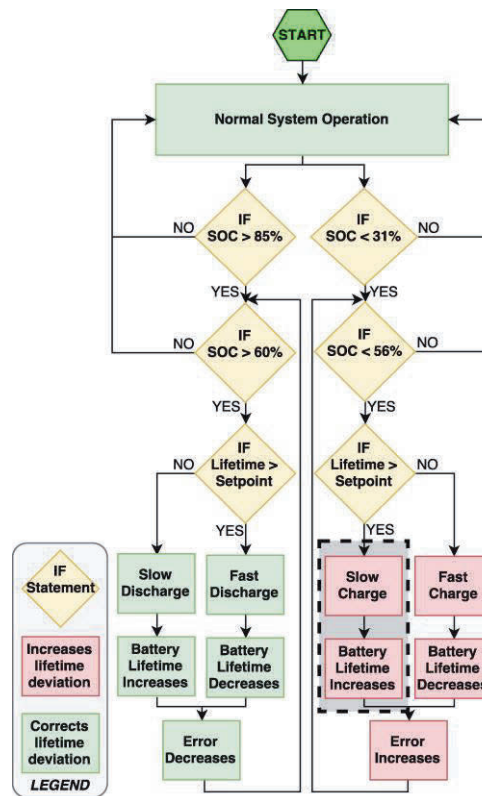 START
Normal System Operation
IF
SOC > 85%
NO
YES
IF
SOC < 31%
NO
YES
IF
SOC > 60%
NO
YES
IF
SOC < 56%
NO
YES
IF
Lifetime >
Setpoint
NO
YES
IF
Lifetime >
Setpoint
NO
YES
Slow
Discharge
Fast
Discharge
Slow
Charge
Fast
Charge
Battery
Lifetime
Increases
Battery
Lifetime
Decreases
Battery
Lifetime
Increases
Battery
Lifetime
Decreases
Error
Decreases
Error
Increases
IF
Statement
Increases
lifetime
deviation
Corrects
lifetime
deviation
LEGEND